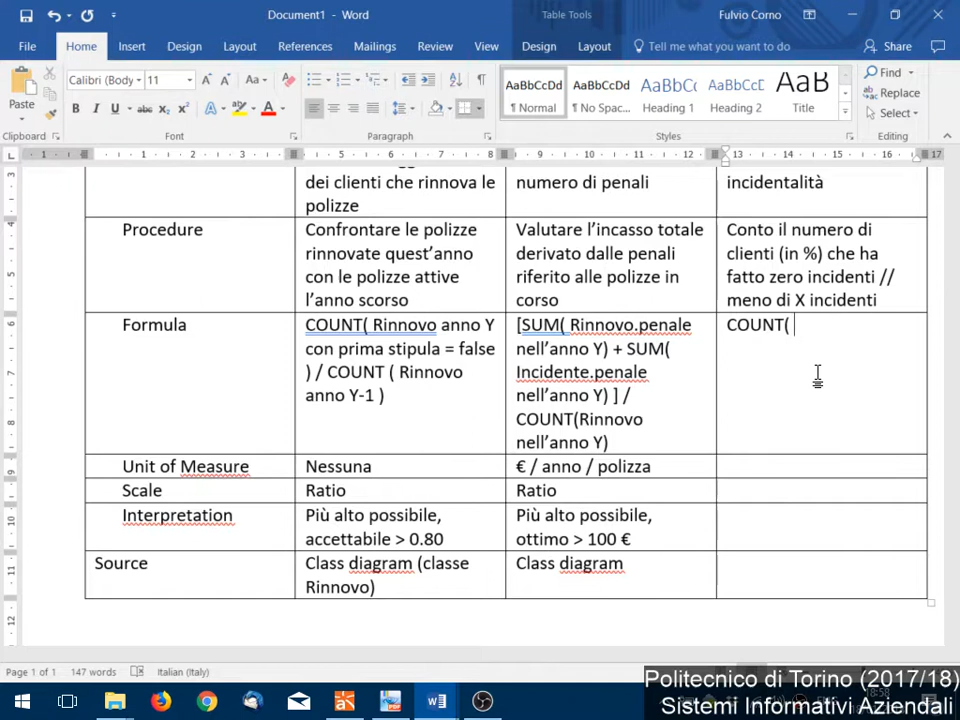 Document1 - Word
Table Tools
Fulvio Corno
File
Home
Insert
Design
Layout
References
Mailings
Review
View
Design
Layout
Tell me what you want to do
Share
Paste
Calibri (Body
11
Clipboard
Font
Paragraph
AaBbCcDd
¶ Normal
AaBbCcDd
¶ No Spac...
AaBbCc
Heading 1
AaBbCcD
Heading 2
AaB
Title
Styles
Find
Replace
Select
Editing
dei clienti che rinnova le
polizze
numero di penali
incidentalità
Procedure
Confrontare le polizze
rinnovate quest’anno
con le polizze attive
l’anno scorso
Valutare l’incasso totale
derivato dalle penali
riferito alle polizze in
corso
Conto il numero di
clienti (in %) che ha
fatto zero incidenti //
meno di X incidenti
Formula
COUNT( Rinnovo anno Y
con prima stipula = false
) / COUNT ( Rinnovo
anno Y-1 )
[SUM( Rinnovo.penale
nell’anno Y) + SUM(
Incidente.penale
nell’anno Y) ] /
COUNT(Rinnovo
nell’anno Y)
COUNT(
Unit of Measure
Nessuna
€ / anno / polizza
Scale
Ratio
Ratio
Interpretation
Più alto possibile,
accettabile > 0.80
Più alto possibile,
ottimo > 100 €
Source
Class diagram (classe
Rinnovo)
Class diagram
Page 1 of 1
147 words
Italian (Italy)
Politecnico di Torino (2017/18)
18:58
Sistemi Informativi Aziendali